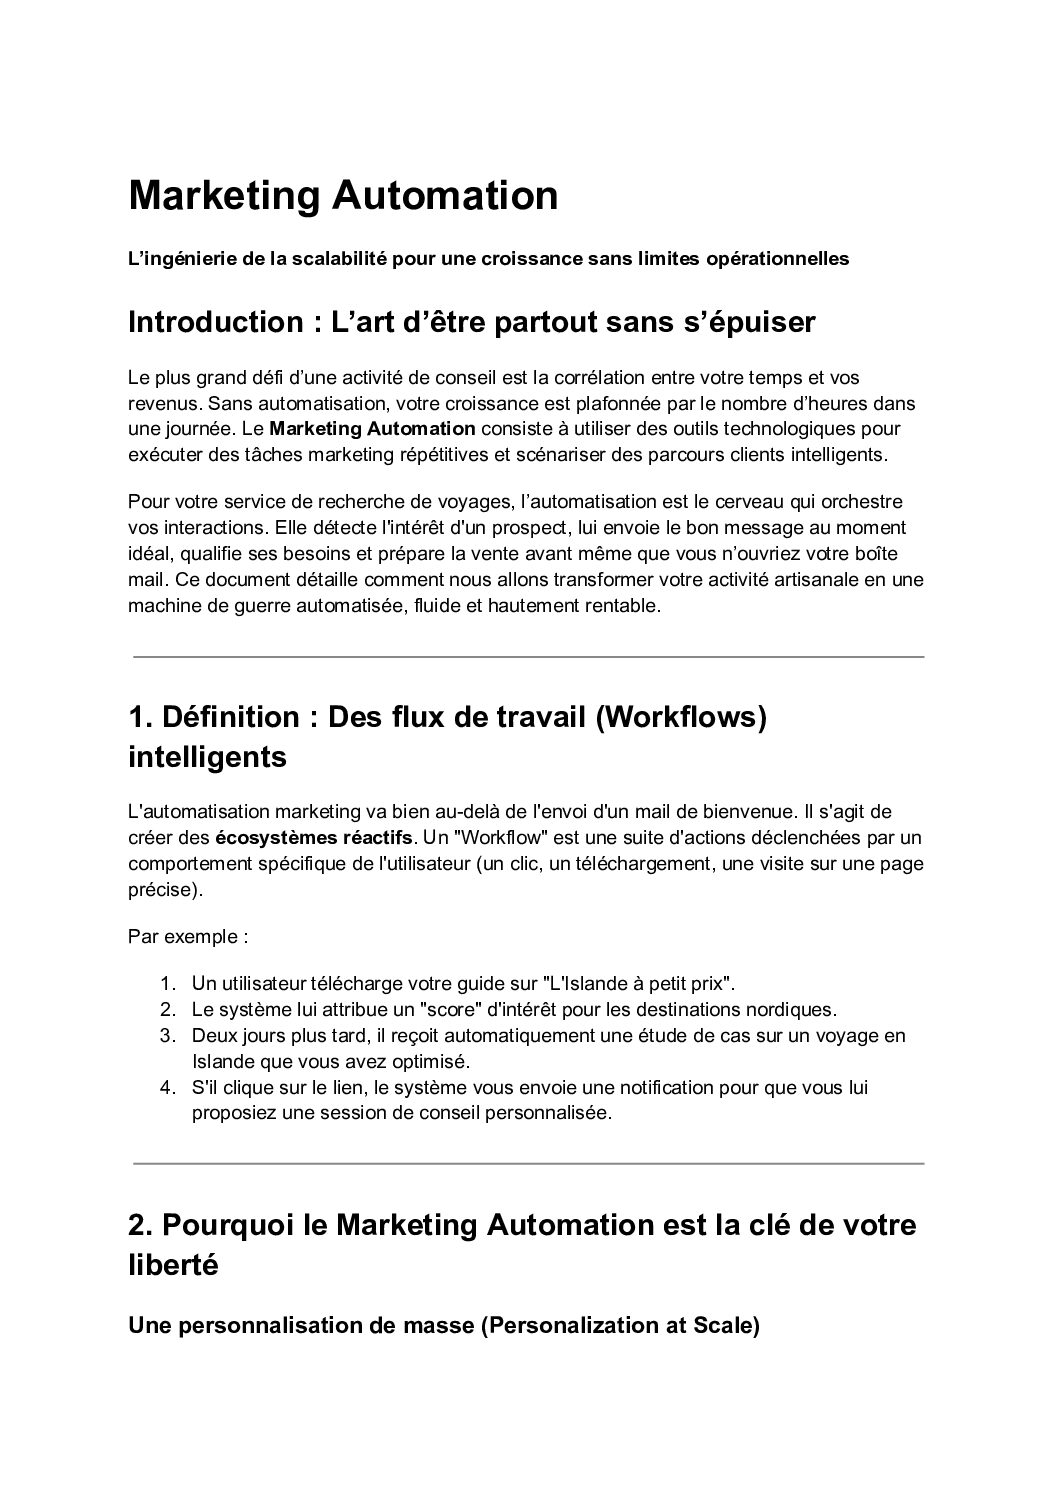 Marketing Automation
L’ingénierie de la scalabilité pour une croissance sans limites opérationnelles
Introduction : L’art d’être partout sans s’épuiser
Le plus grand défi d’une activité de conseil est la corrélation entre votre temps et vos
revenus. Sans automatisation, votre croissance est plafonnée par le nombre d’heures dans
une journée. Le Marketing Automation consiste à utiliser des outils technologiques pour
exécuter des tâches marketing répétitives et scénariser des parcours clients intelligents.
Pour votre service de recherche de voyages, l’automatisation est le cerveau qui orchestre
vos interactions. Elle détecte l'intérêt d'un prospect, lui envoie le bon message au moment
idéal, qualifie ses besoins et prépare la vente avant même que vous n’ouvriez votre boîte
mail. Ce document détaille comment nous allons transformer votre activité artisanale en une
machine de guerre automatisée, fluide et hautement rentable.
1. Définition : Des flux de travail (Workflows)
intelligents
L'automatisation marketing va bien au-delà de l'envoi d'un mail de bienvenue. Il s'agit de
créer des écosystèmes réactifs. Un "Workflow" est une suite d'actions déclenchées par un
comportement spécifique de l'utilisateur (un clic, un téléchargement, une visite sur une page
précise).
Par exemple :
1. Un utilisateur télécharge votre guide sur "L'Islande à petit prix".
2. Le système lui attribue un "score" d'intérêt pour les destinations nordiques.
3. Deux jours plus tard, il reçoit automatiquement une étude de cas sur un voyage en
Islande que vous avez optimisé.
4. S'il clique sur le lien, le système vous envoie une notification pour que vous lui
proposiez une session de conseil personnalisée.
2. Pourquoi le Marketing Automation est la clé de votre
liberté
Une personnalisation de masse (Personalization at Scale)